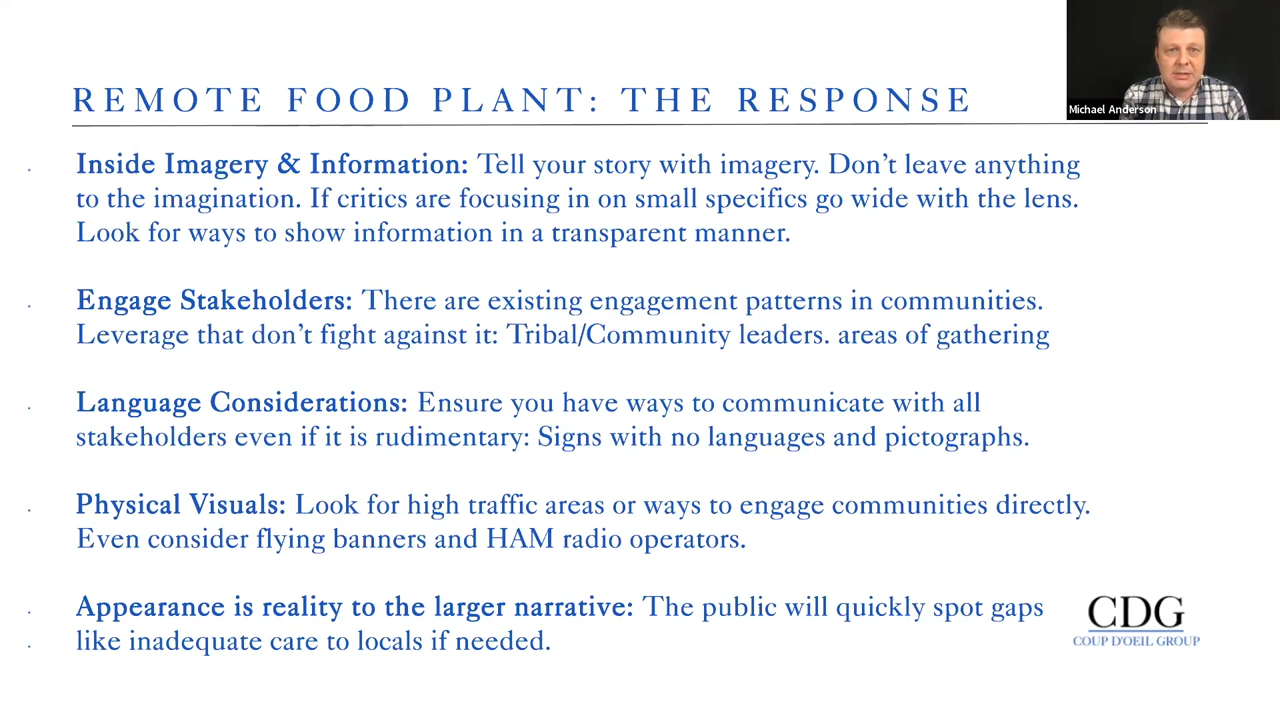 REMOTE FOOD PLANT: THE RESPONSE
Michael Anderson
Inside Imagery & Information: Tell your story with imagery. Don’t leave anything
to the imagination. If critics are focusing in on small specifics go wide with the lens.
Look for ways to show information in a transparent manner.
Engage Stakeholders: There are existing engagement patterns in communities.
Leverage that don’t fight against it: Tribal/Community leaders. areas of gathering
Language Considerations: Ensure you have ways to communicate with all
stakeholders even if it is rudimentary: Signs with no languages and pictographs.
Physical Visuals: Look for high traffic areas or ways to engage communities directly.
Even consider flying banners and HAM radio operators.
Appearance is reality to the larger narrative: The public will quickly spot gaps
like inadequate care to locals if needed.
CDG
COUP D'OEIL GROUP